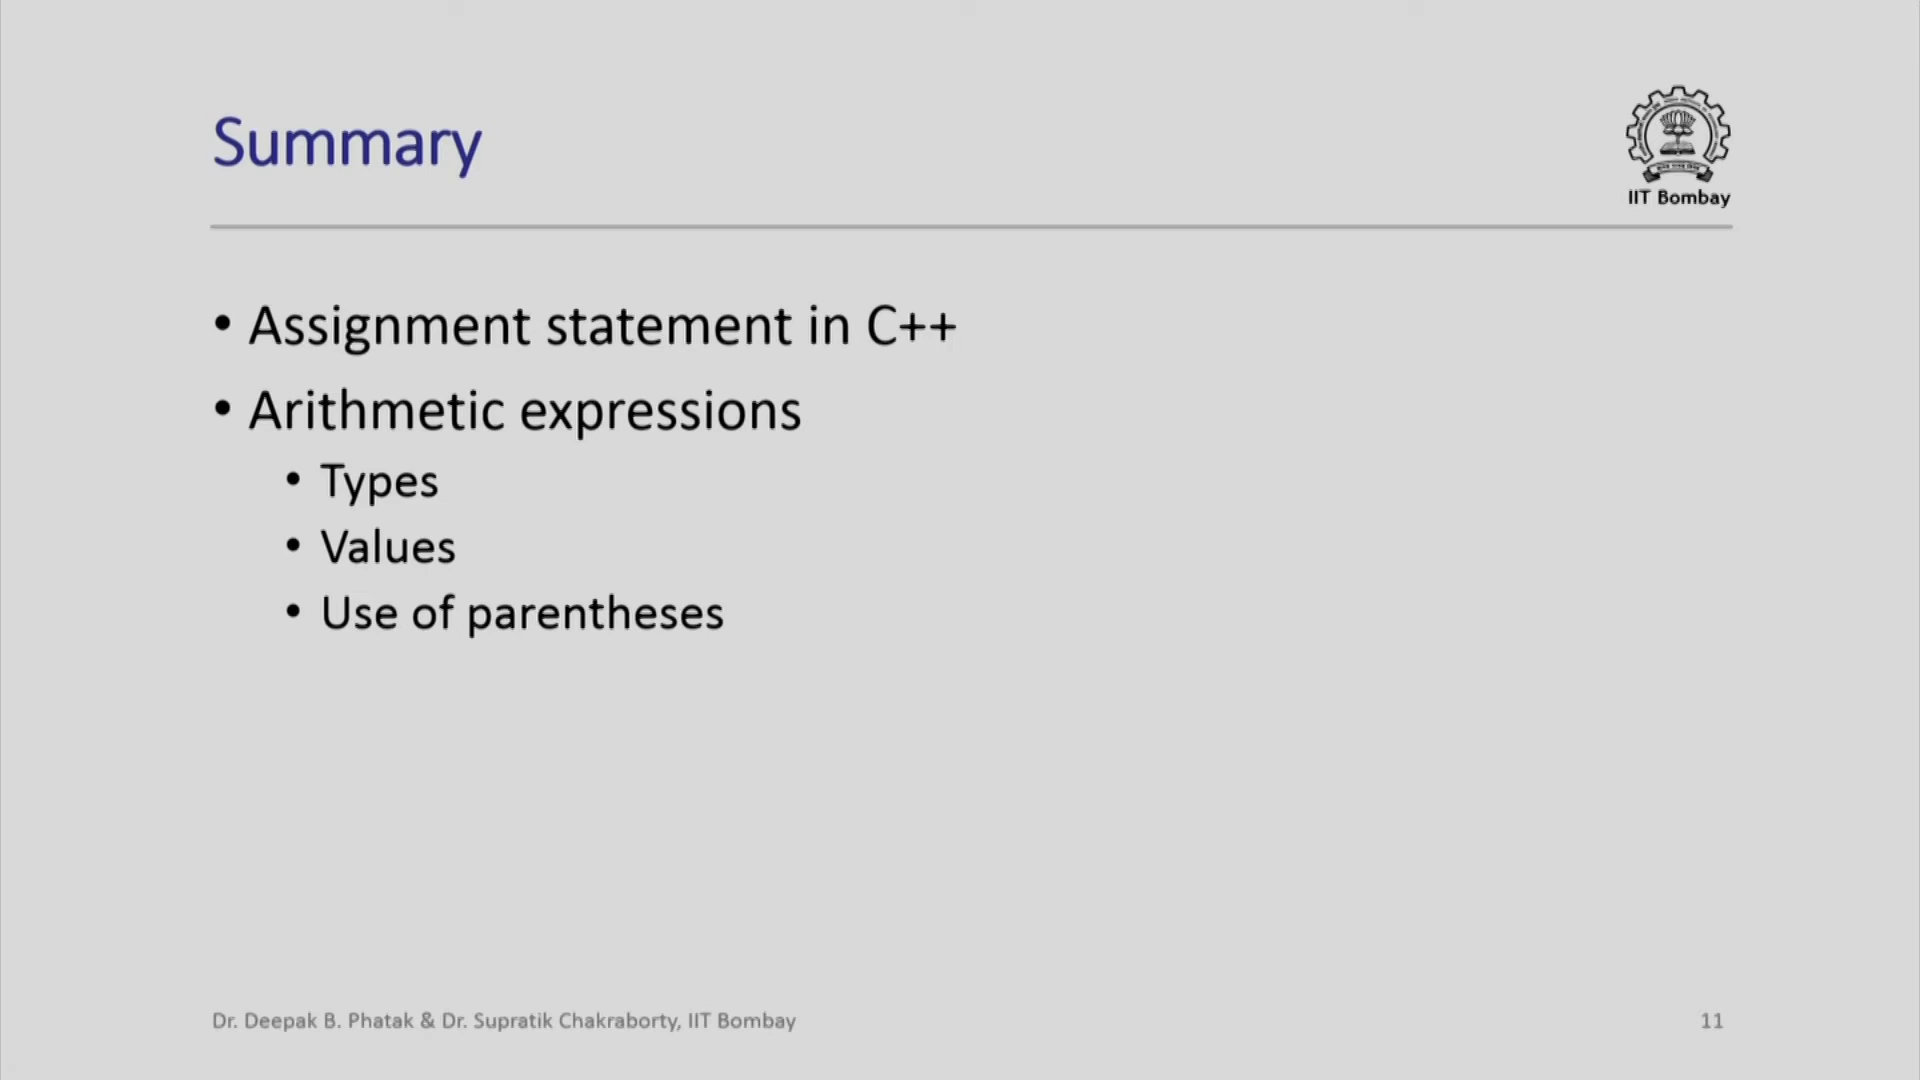 Summary
IIT Bombay
• Assignment statement in C++
• Arithmetic expressions
• Types
• Values
• Use of parentheses
Dr. Deepak B. Phatak & Dr. Supratik Chakraborty, IIT Bombay
11